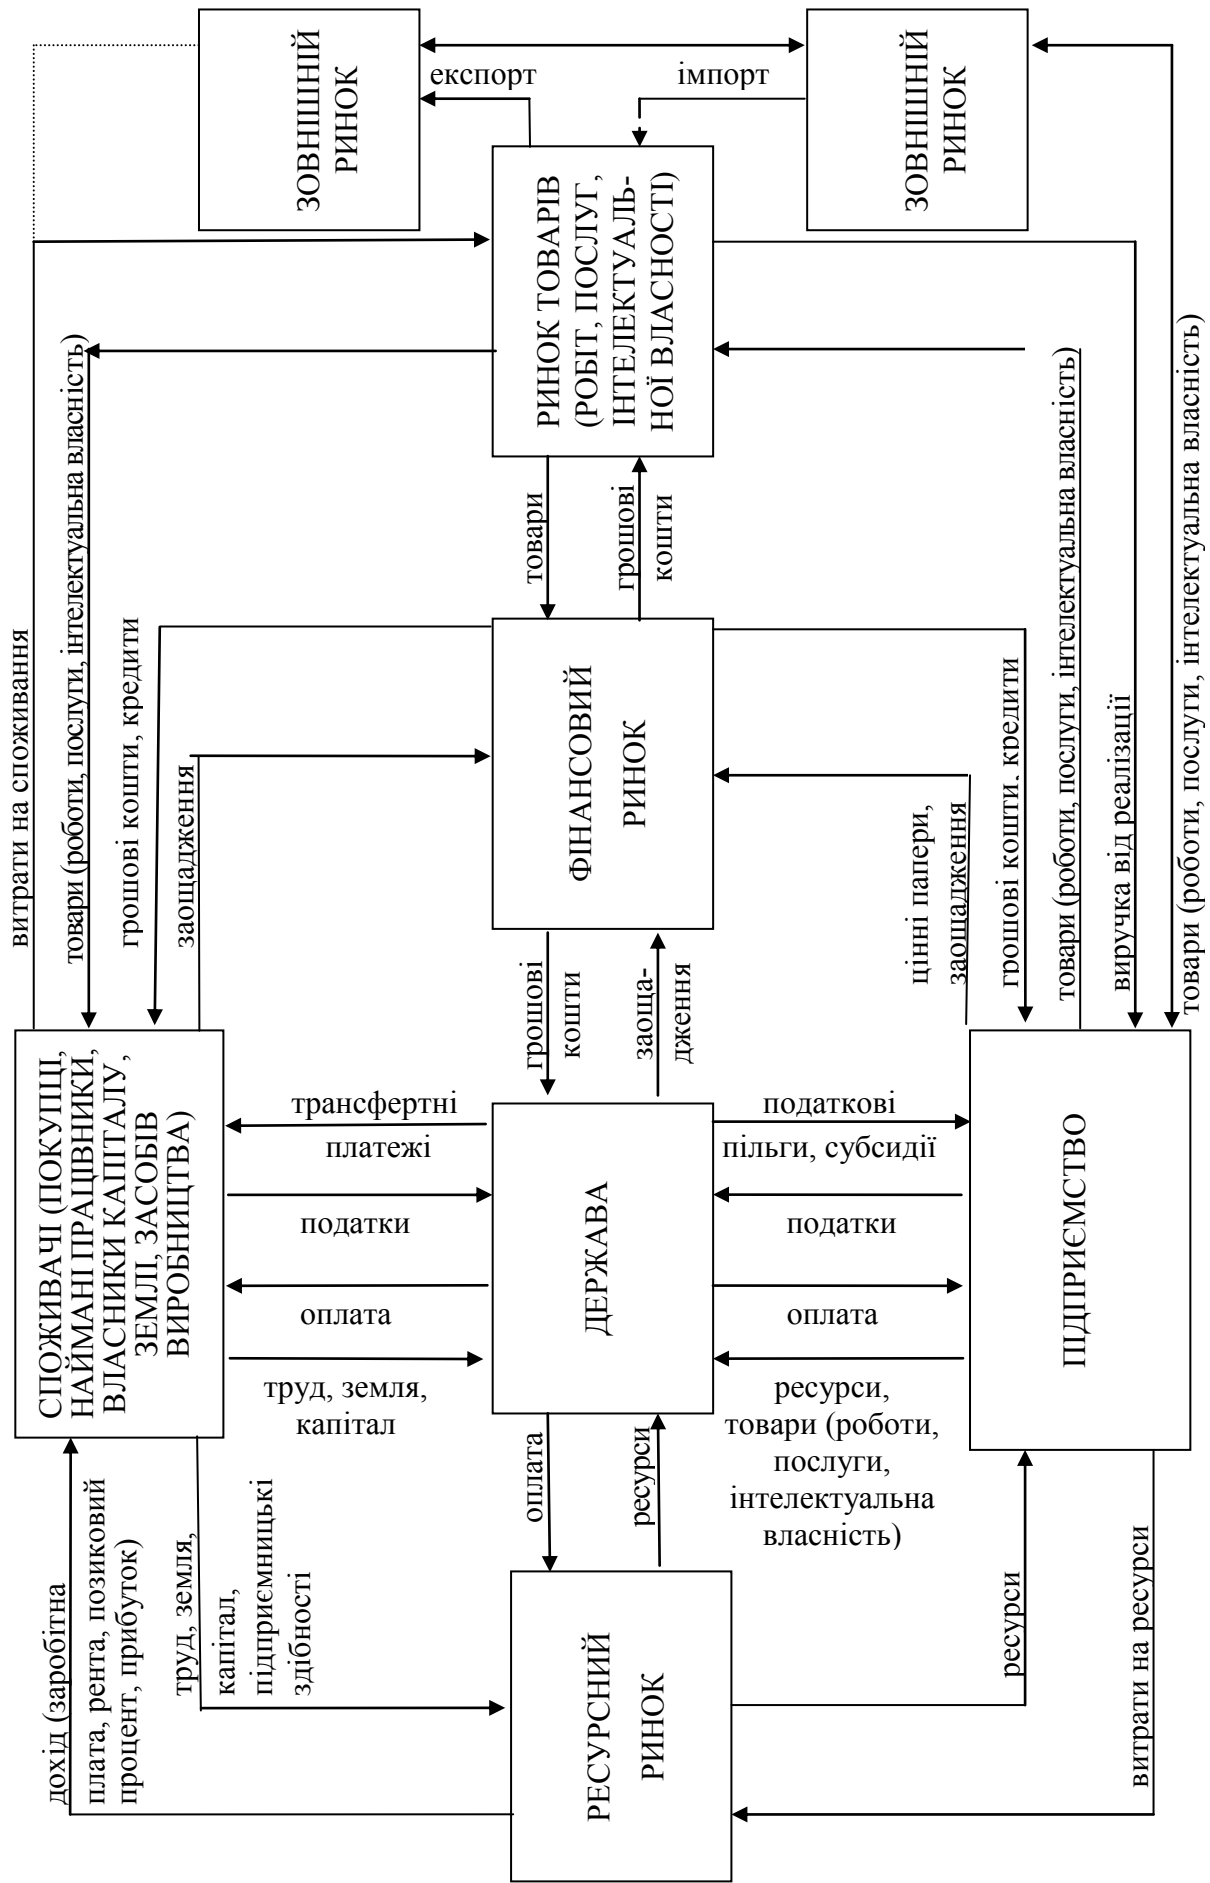 СПОЖИВАЧІ (ПОКУПЦІ,
НАЙМАНІ ПРАЦІВНИКИ,
ВЛАСНИКИ КАПІТАЛУ,
ЗЕМЛІ, ЗАСОБІВ
ВИРОБНИЦТВА)
витрати на споживання
товари (роботи, послуги, інтелектуальна власність)
грошові кошти, кредити
заощадження
дохід (заробітна
плата, рента, позиковий
процент, прибуток)
труд, земля,
капітал,
підприємницькі
здібності
трансфертні
платежі
податки
оплата
труд, земля,
капітал
РЕСУРСНИЙ
РИНОК
оплата
ресурси
ДЕРЖАВА
грошові
кошти
заоща-
дження
ФІНАНСОВИЙ
РИНОК
товари
грошові
кошти
РИНОК ТОВАРІВ
(РОБІТ, ПОСЛУГ ,
ІНТЕЛЕКТУАЛЬ-
НОЇ ВЛАСНОСТІ)
експорт
імпорт
ЗОВНІШНІЙ
РИНОК
ЗОВНІШНІЙ
РИНОК
податкові
пільги, субсидії
податки
оплата
ресурси,
товари (роботи,
послуги,
інтелектуальна
власність)
ресурси
витрати на ресурси
ПІДПРИЄМСТВО
цінні папери,
заощадження
грошові кошти, кредити
товари (роботи, послуги, інтелектуальна власність)
виручка від реалізації
товари (роботи, послуги, інтелектуальна власність)